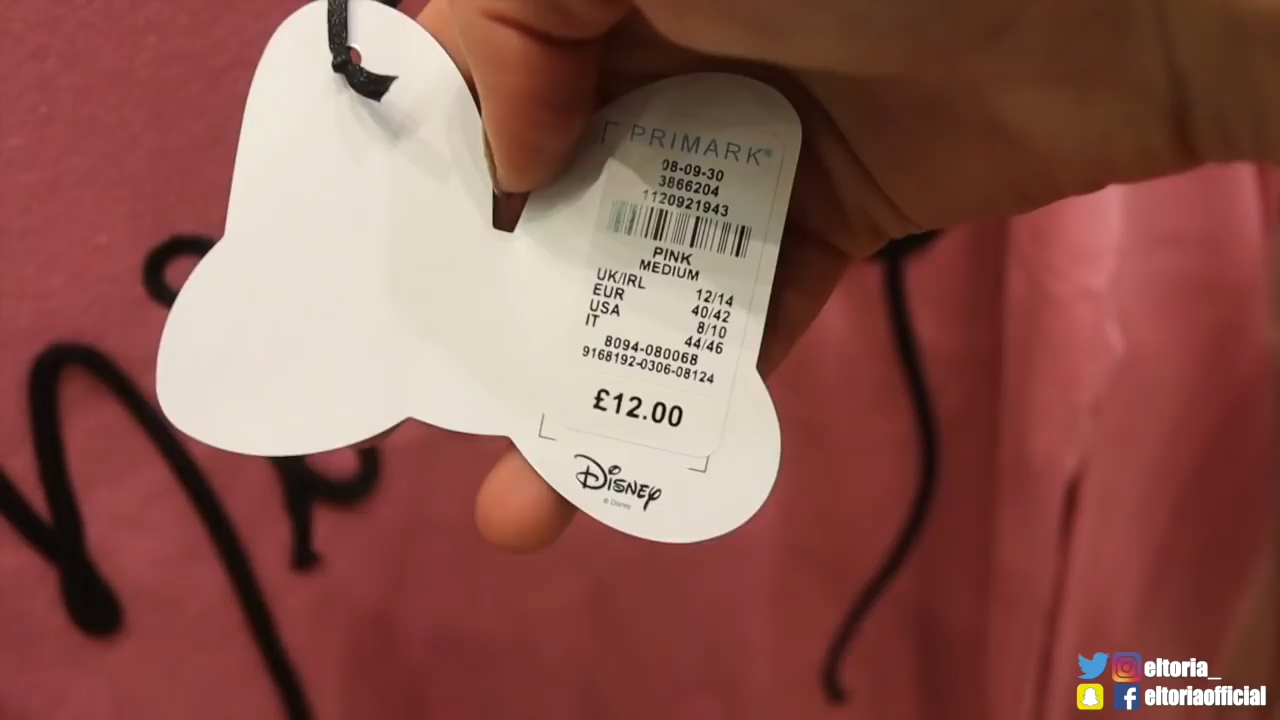 PRIMARK®
08-09-30
3866204
1120921943
PINK
MEDIUM
UK/IRL 12/14
EUR 40/42
USA 8/10
IT 44/46
8094-080068
9168192-0306-08124
£12.00
Disney
© Disney
eltoria_
eltoriaofficial